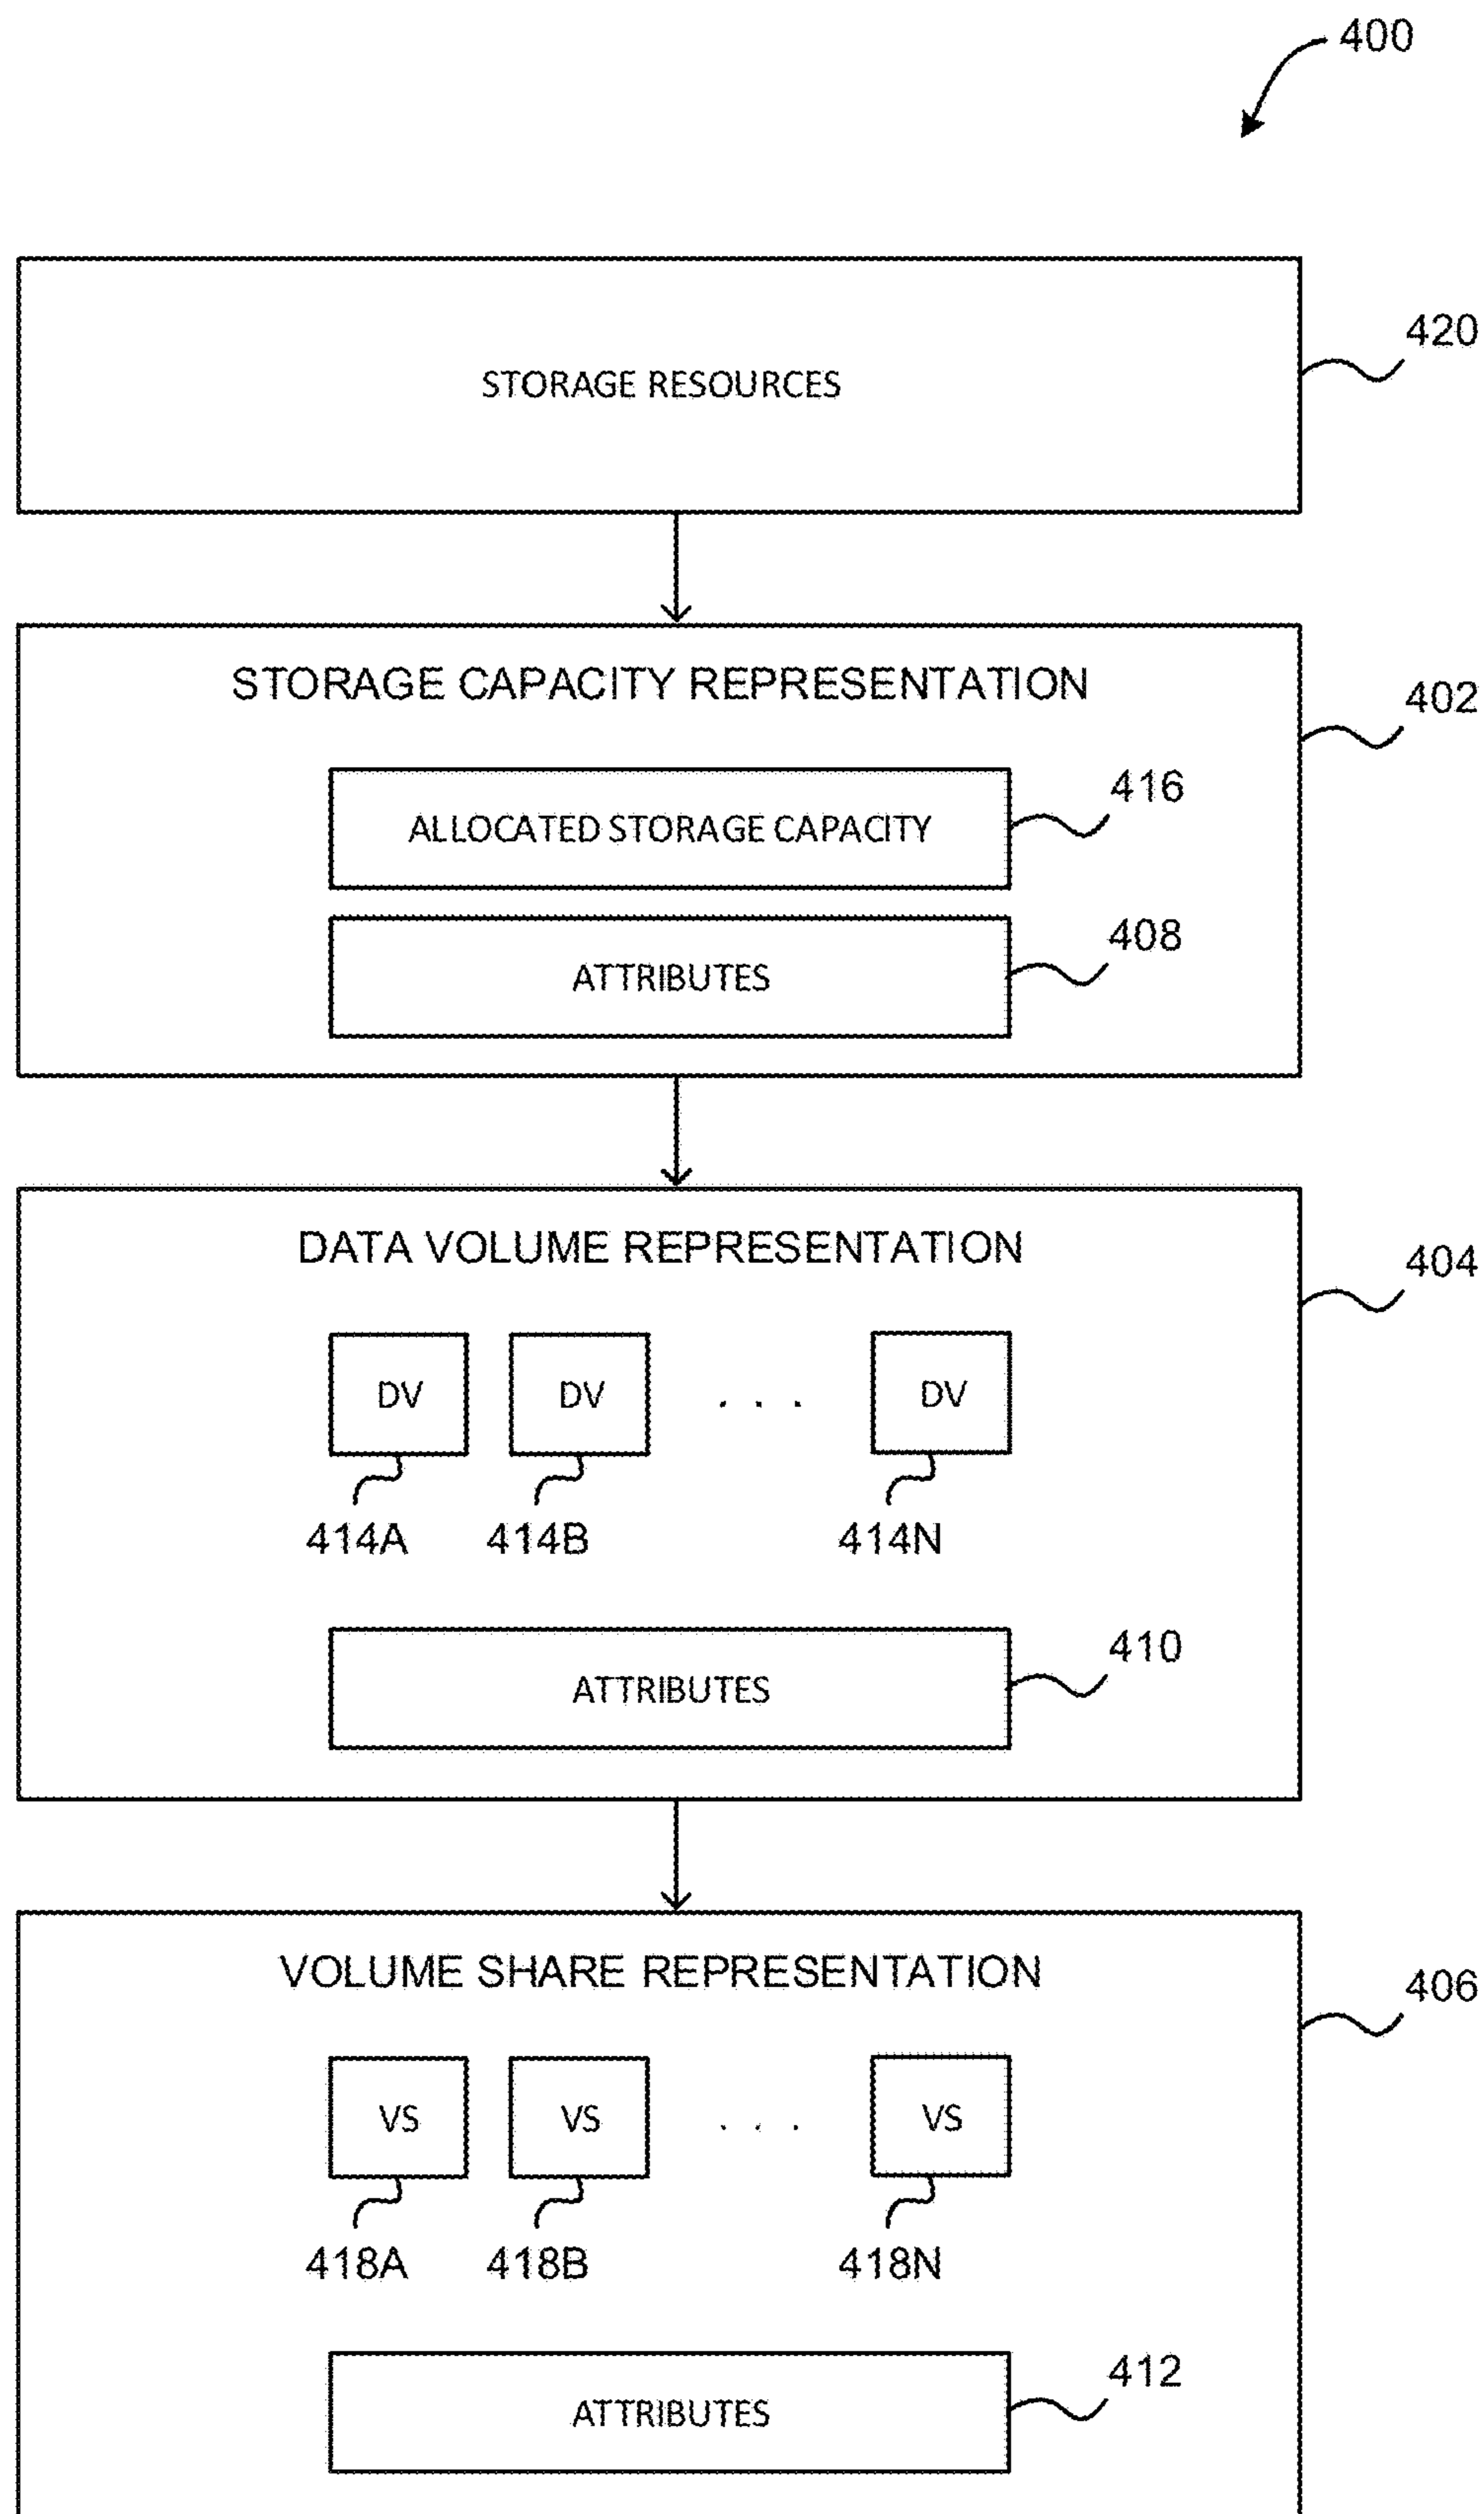 400
STORAGE RESOURCES
420
STORAGE CAPACITY REPRESENTATION
402
ALLOCATED STORAGE CAPACITY
416
ATTRIBUTES
408
DATA VOLUME REPRESENTATION
404
DV DV . . . DV
414A 414B 414N
ATTRIBUTES
410
VOLUME SHARE REPRESENTATION
406
VS VS . . . VS
418A 418B 418N
ATTRIBUTES
412